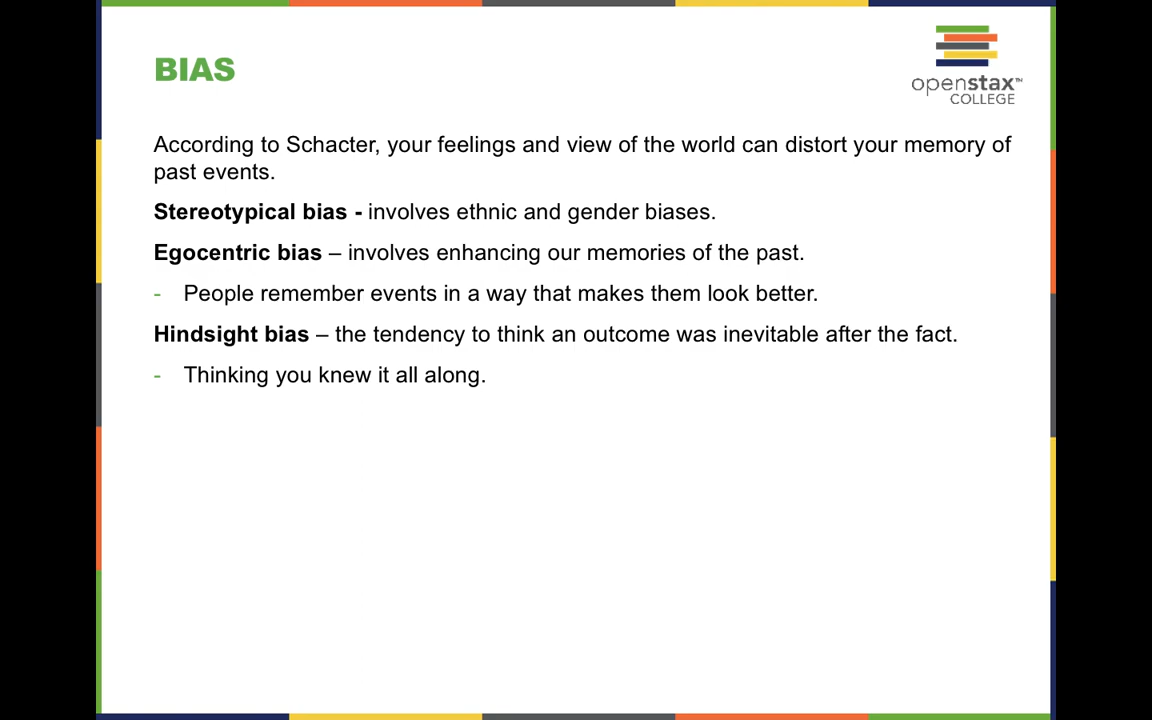 BIAS
openstax™
COLLEGE
According to Schacter, your feelings and view of the world can distort your memory of
past events.
Stereotypical bias - involves ethnic and gender biases.
Egocentric bias – involves enhancing our memories of the past.
- People remember events in a way that makes them look better.
Hindsight bias – the tendency to think an outcome was inevitable after the fact.
- Thinking you knew it all along.